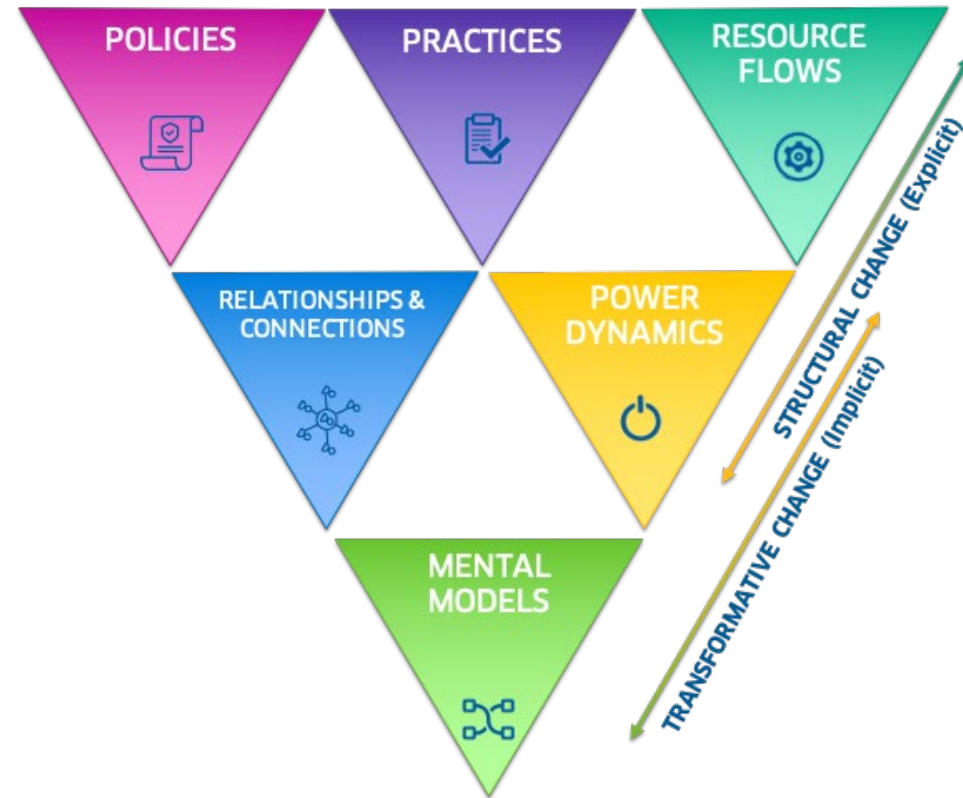 POLICIES
PRACTICES
RESOURCE
FLOWS
RELATIONSHIPS &
CONNECTIONS
POWER
DYNAMICS
MENTAL
MODELS
STRUCTURAL CHANGE (Explicit)
TRANSFORMATIVE CHANGE (Implicit)